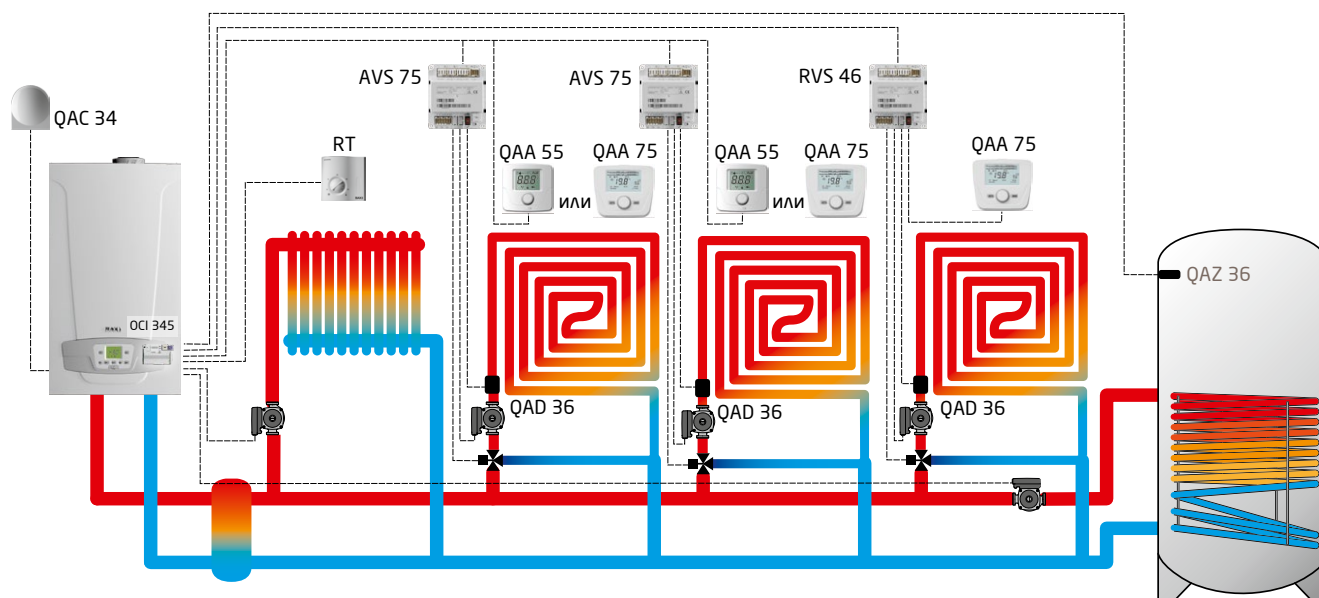 AVS 75
AVS 75
RVS 46
QAC 34
RT
QAA 55
или
QAA 75
QAA 55
или
QAA 75
QAA 75
QAZ 36
OCI 345
QAD 36
QAD 36
QAD 36